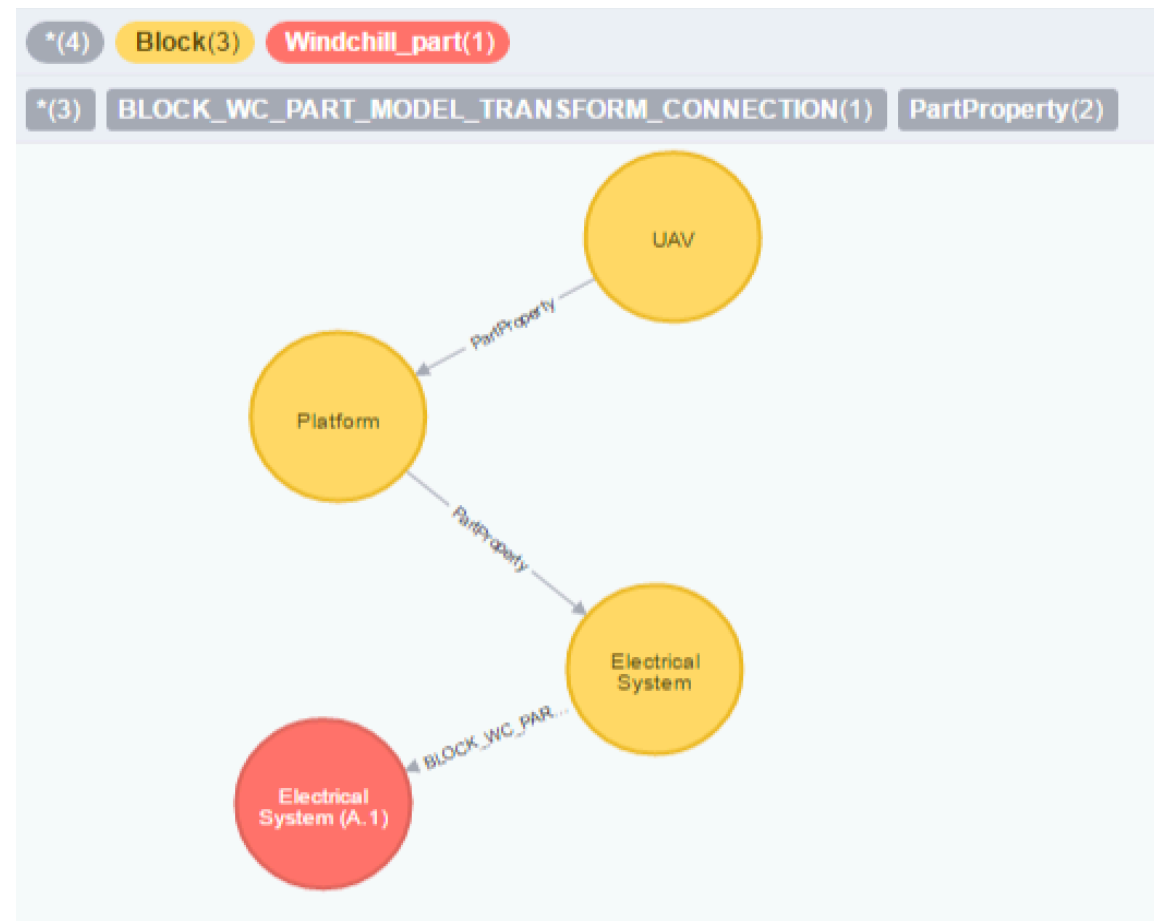 *(4) Block(3) Windchill_part(1)
*(3) BLOCK_WC_PART_MODEL_TRANSFORM_CONNECTION(1) PartProperty(2)
UAV
PartProperty
Platform
PartProperty
Electrical
System
BLOCK_WC_PAR...
Electrical
System (A.1)